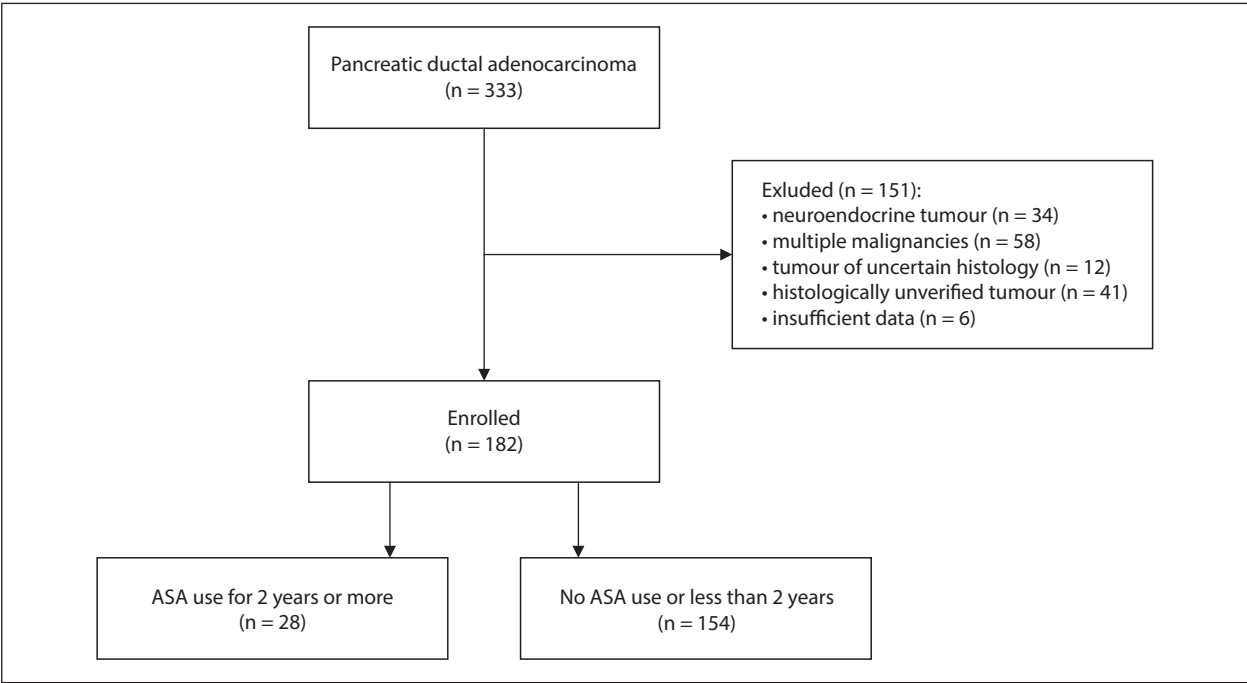 Pancreatic ductal adenocarcinoma
(n = 333)
Exluded (n = 151):
• neuroendocrine tumour (n = 34)
• multiple malignancies (n = 58)
• tumour of uncertain histology (n = 12)
• histologically unverified tumour (n = 41)
• insufficient data (n = 6)
Enrolled
(n = 182)
ASA use for 2 years or more
(n = 28)
No ASA use or less than 2 years
(n = 154)